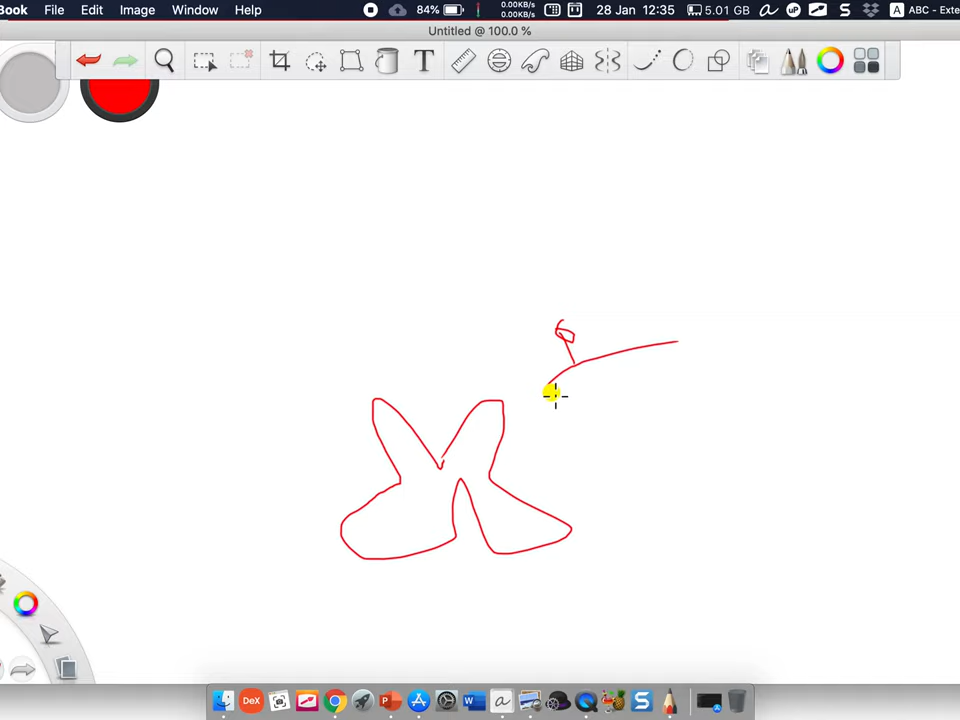 Book File Edit Image Window Help 84% 0.00KB/s 0.00KB/s 28 Jan 12:35 5.01 GB a µP S A ABC - Exte
Untitled @ 100.0 %
T
DeX P W a S